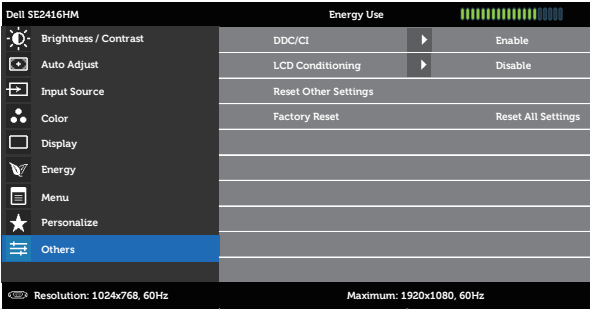 Dell SE2416HM Energy Use
Brightness / Contrast DDC/CI Enable
Auto Adjust LCD Conditioning Disable
Input Source Reset Other Settings
Color Factory Reset Reset All Settings
Display
Energy
Menu
Personalize
Others
Resolution: 1024x768, 60Hz Maximum: 1920x1080, 60Hz